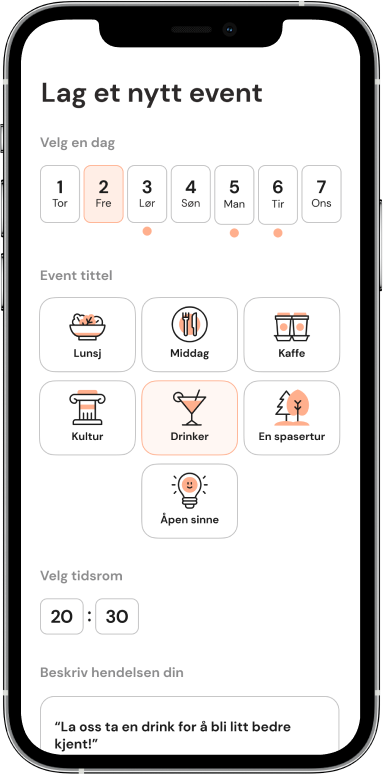 Lag et nytt event
Velg en dag
1 2 3 4 5 6 7
Tor Fre Lør Søn Man Tir Ons
Event tittel
Lunsj Middag Kaffe
Kultur Drinker En spasertur
Åpen sinne
Velg tidsrom
20 : 30
Beskriv hendelsen din
“La oss ta en drink for å bli litt bedre
kjent!”